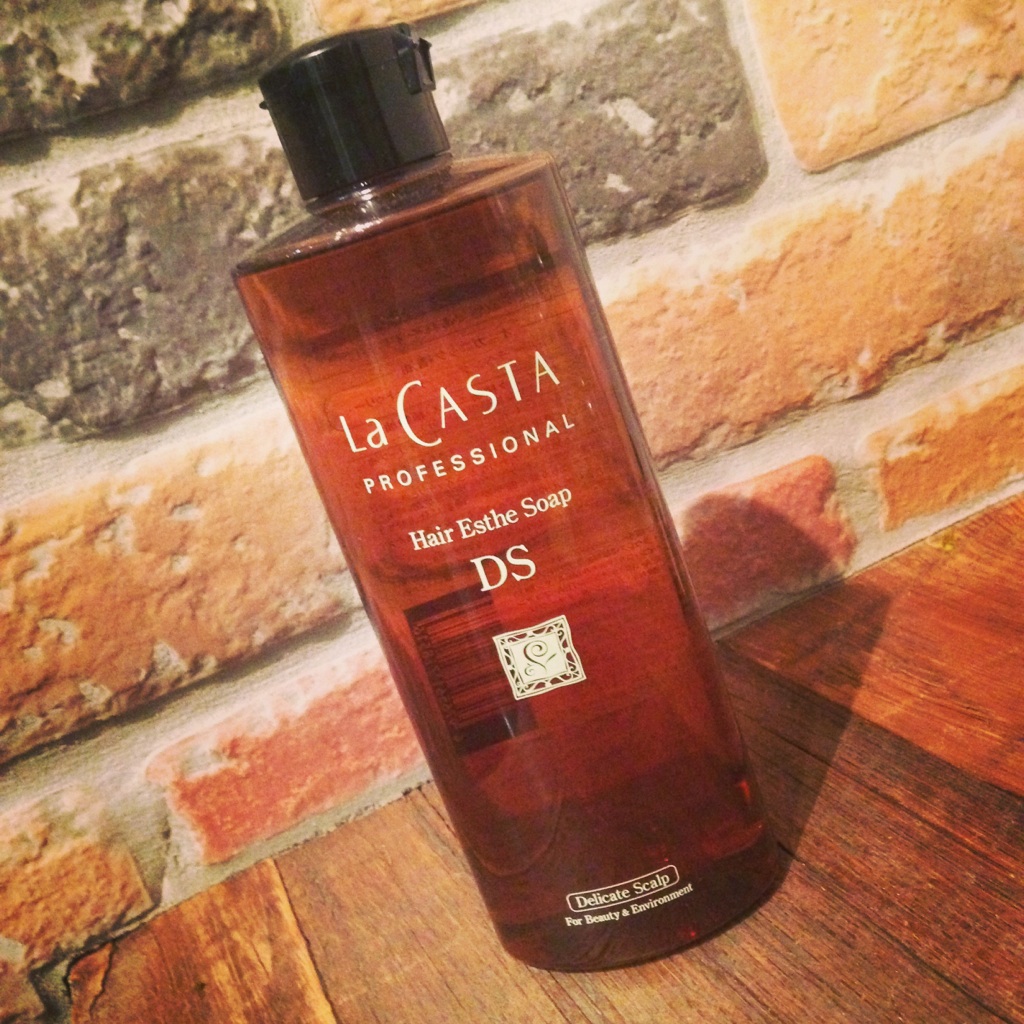 La CASTA
PROFESSIONAL
Hair Esthe Soap
DS
Delicate Scalp
For Beauty & Environment